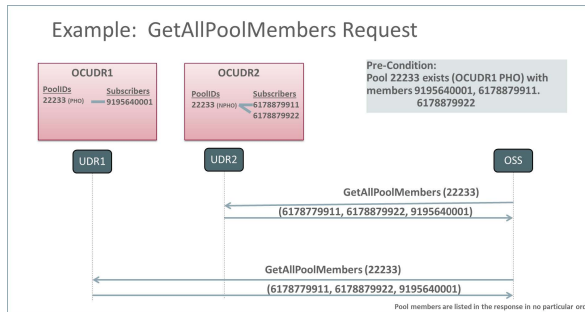 Example: GetAllPoolMembers Request
OCUDR1
PoolIDs Subscribers
22233 (PHO) 9195640001
OCUDR2
PoolIDs Subscribers
22233 (NPHO) 6178879911
6178879922
Pre-Condition:
Pool 22233 exists (OCUDR1 PHO) with
members 9195640001, 6178879911.
6178879922
UDR1
UDR2
OSS
GetAllPoolMembers (22233)
(6178779911, 6178879922, 9195640001)
GetAllPoolMembers (22233)
(6178779911, 6178879922, 9195640001)
Pool members are listed in the response in no particular orc